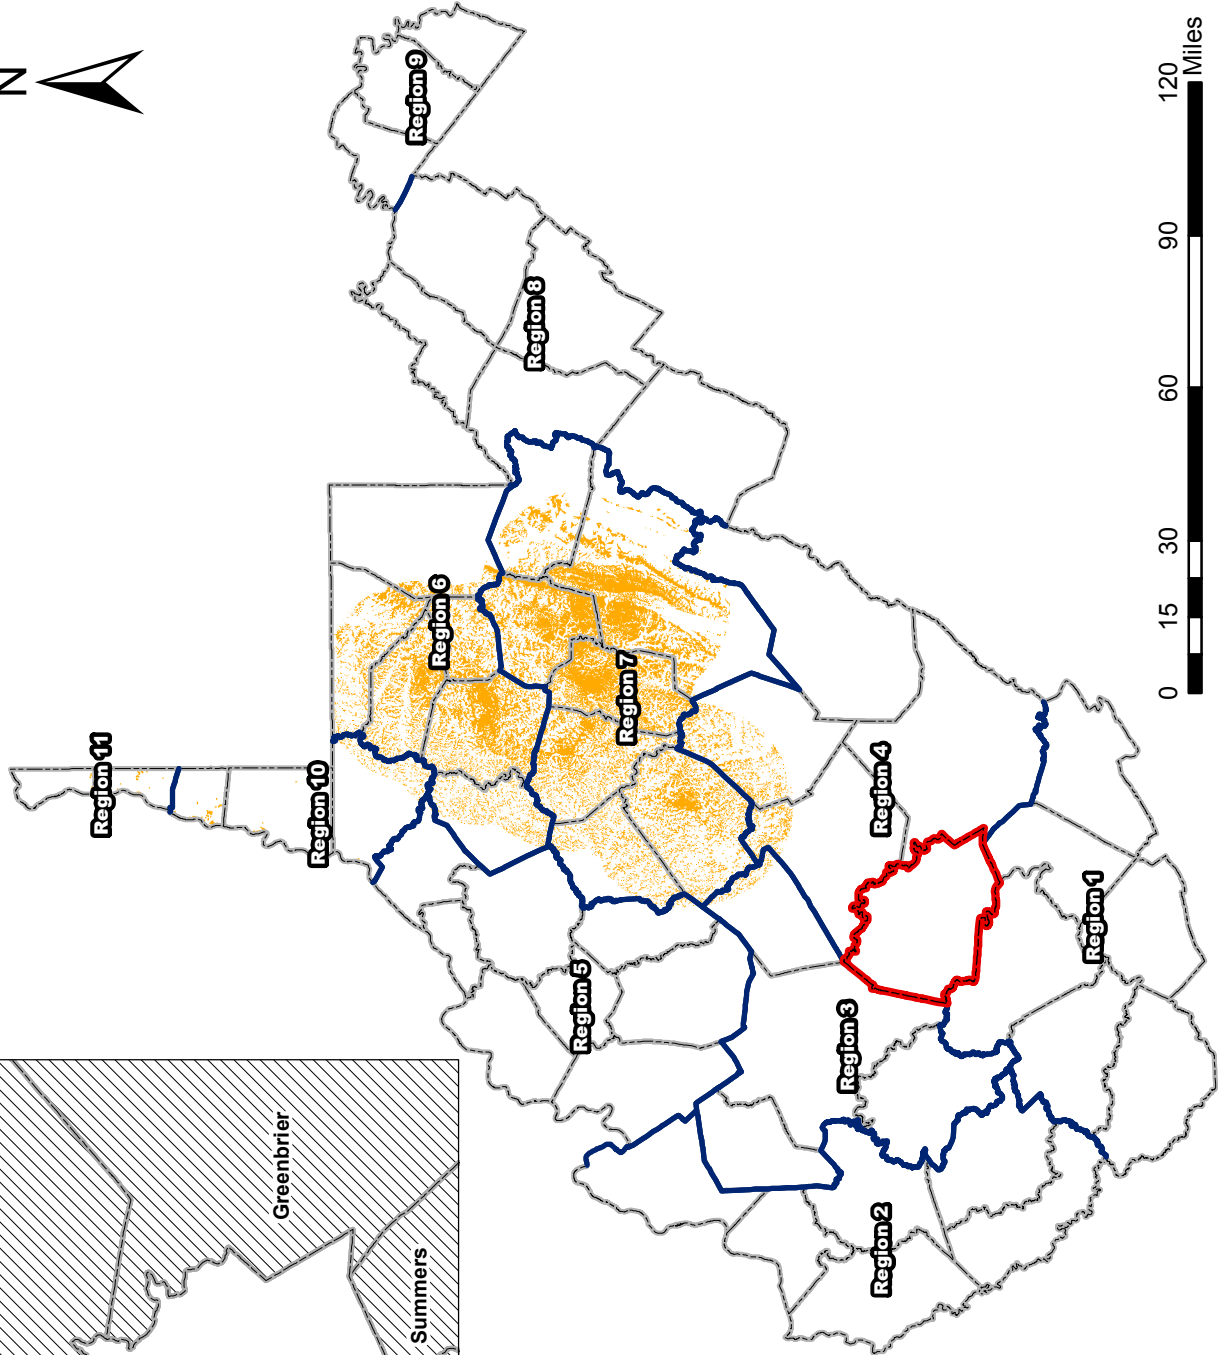 N
Region 11
Region 10
Region 9
Region 6
Region 8
Region 7
Region 5
Region 4
Region 3
Region 2
Region 1
Greenbrier
Summers
0 15 30 60 90 120
Miles